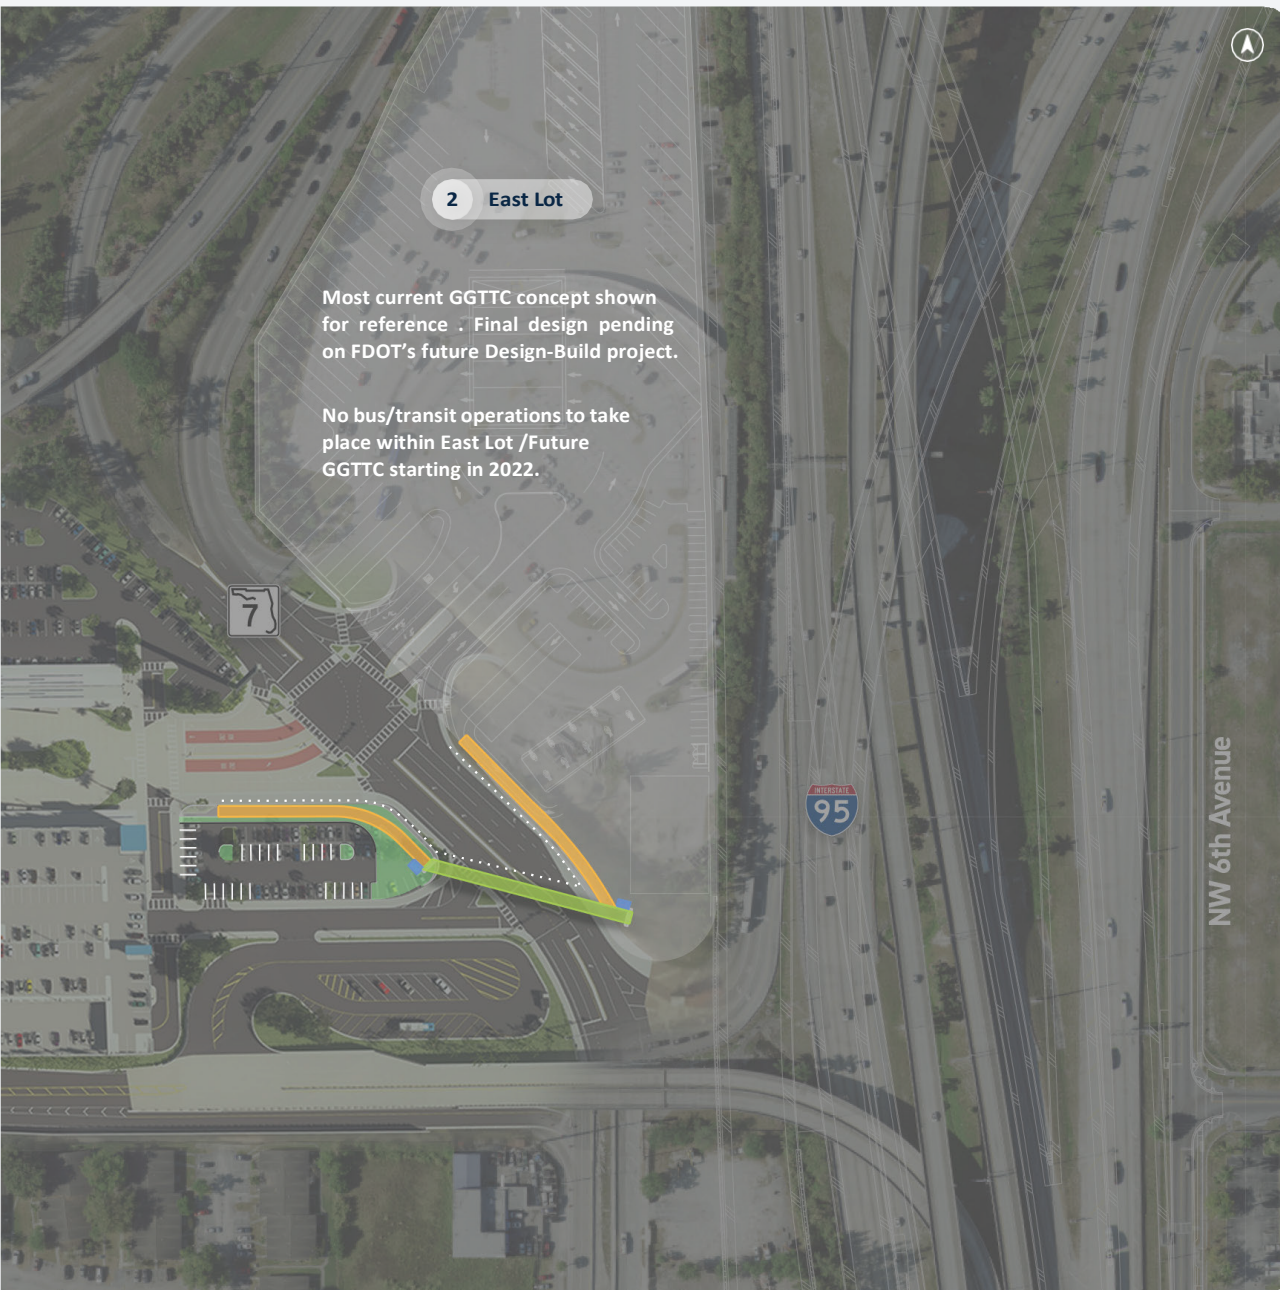 2 East Lot
Most current GGTTC concept shown
for reference . Final design pending
on FDOT's future Design-Build project.
No bus/transit operations to take
place within East Lot /Future
GGTTC starting in 2022.
7
INTERSTATE
95
NW 6th Avenue